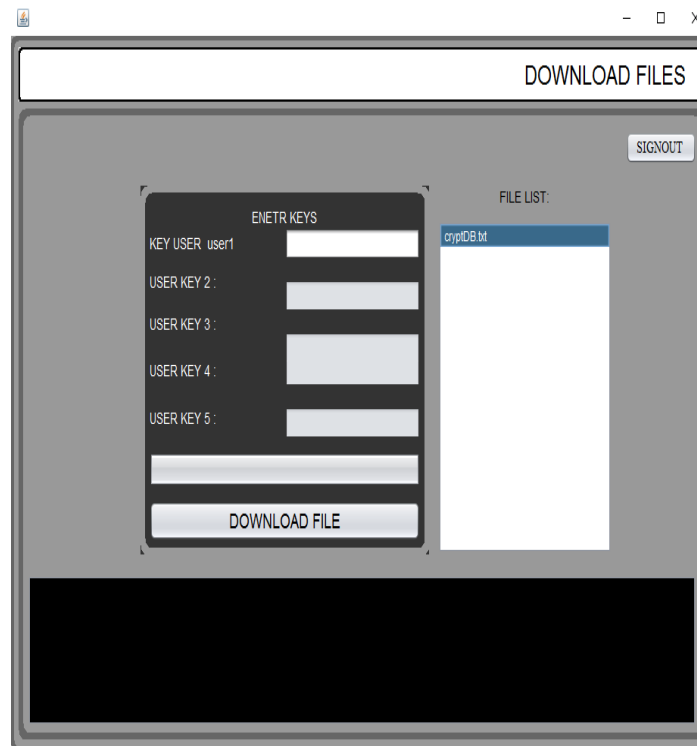 DOWNLOAD FILES
SIGNOUT
ENETR KEYS
KEY USER user1
USER KEY 2 :
USER KEY 3 :
USER KEY 4 :
USER KEY 5 :
DOWNLOAD FILE
FILE LIST:
cryptDB.txt